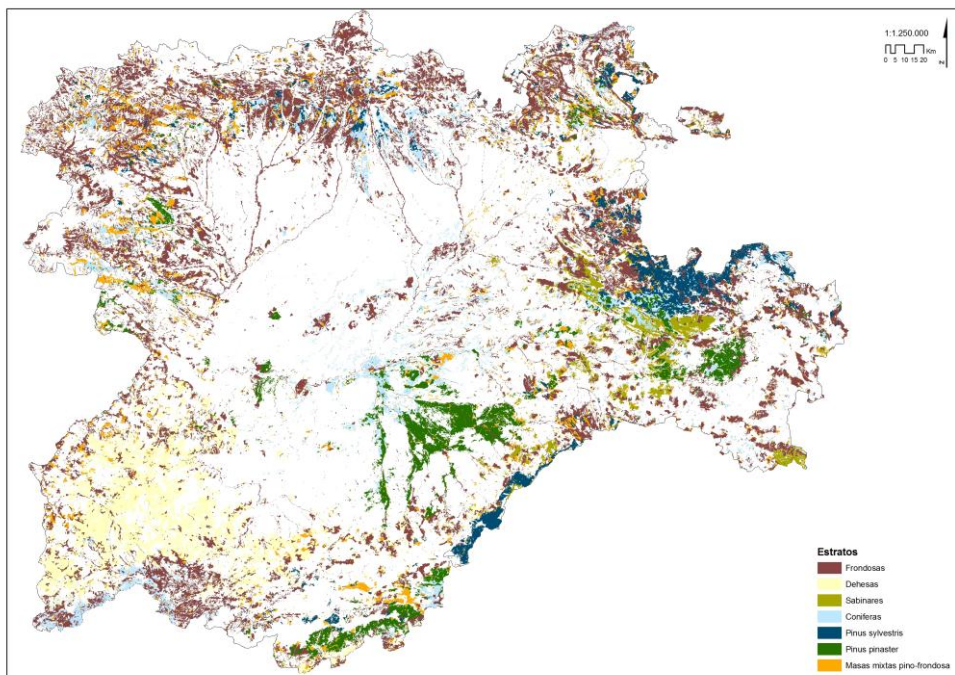 1:1.250.000
Km
0 5 10 15 20
N
Estratos
Frondosas
Dehesas
Sabinares
Coniferas
Pinus sylvestris
Pinus pinaster
Masas mixtas pino-frondosa